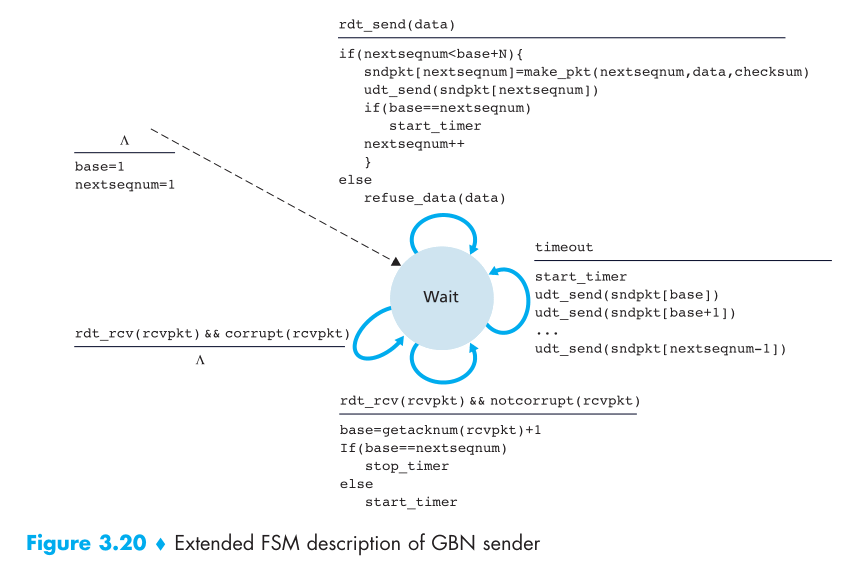 rdt_send(data)
if(nextseqnum<base+N){
sndpkt[nextseqnum]=make_pkt(nextseqnum,data,checksum)
udt_send(sndpkt[nextseqnum])
if(base==nextseqnum)
start_timer
nextseqnum++
}
else
refuse_data(data)
Λ
base=1
nextseqnum=1
Wait
timeout
start_timer
udt_send(sndpkt[base])
udt_send(sndpkt[base+1])
...
udt_send(sndpkt[nextseqnum-1])
rdt_rcv(rcvpkt) && corrupt(rcvpkt)
Λ
rdt_rcv(rcvpkt) && notcorrupt(rcvpkt)
base=getacknum(rcvpkt)+1
If(base==nextseqnum)
stop_timer
else
start_timer
Figure 3.20 ♦ Extended FSM description of GBN sender